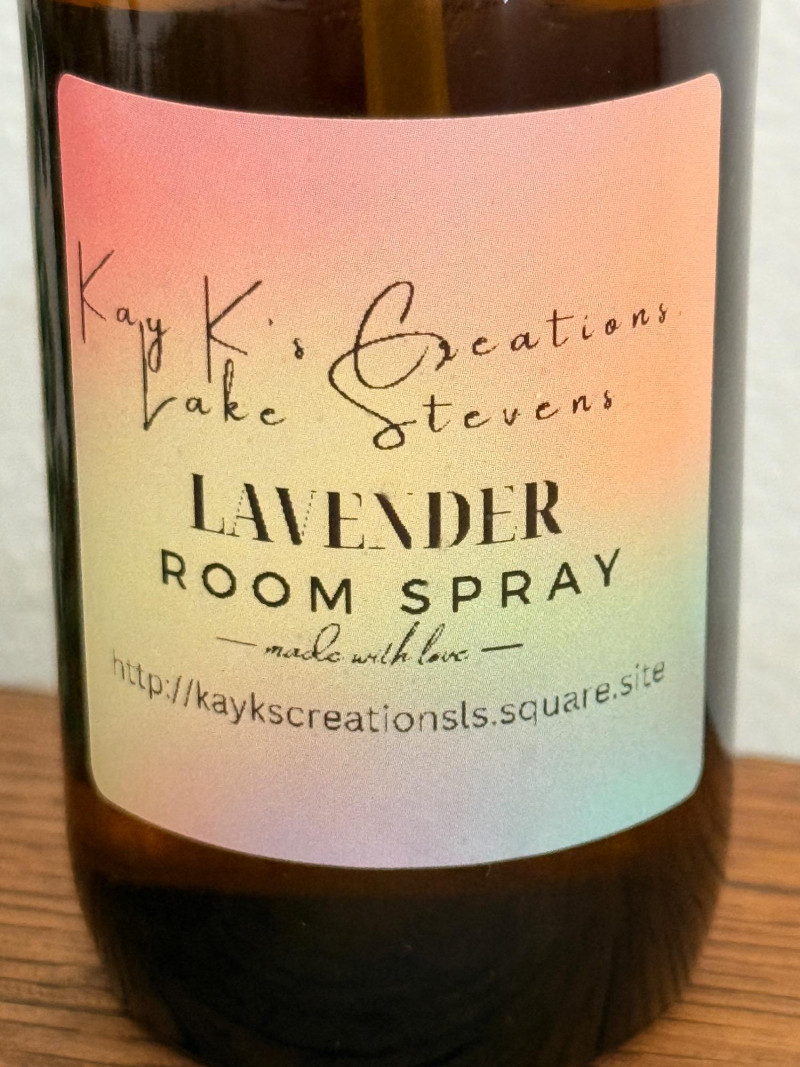 Kay K's Creations
Lake Stevens
LAVENDER
ROOM SPRAY
— made with love —
http://kaykscreationsls.square.site